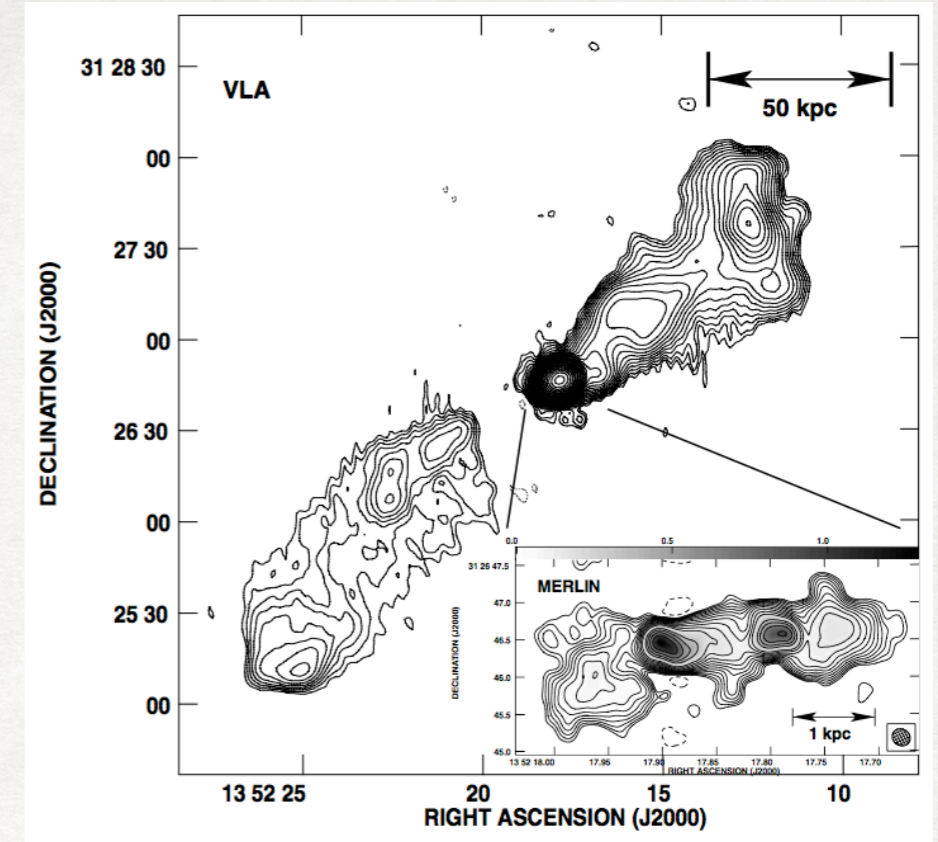 VLA
50 kpc
31 28 30
00
27 30
00
26 30
00
25 30
00
DECLINATION (J2000)
13 52 25
20
15
10
RIGHT ASCENSION (J2000)
0.0
0.5
1.0
MERLIN
31 26 47.5
47.0
46.5
46.0
45.5
45.0
DECLINATION (J2000)
1 kpc
13 52 18.00
17.95
17.90
17.85
17.80
17.75
17.70
RIGHT ASCENSION (J2000)